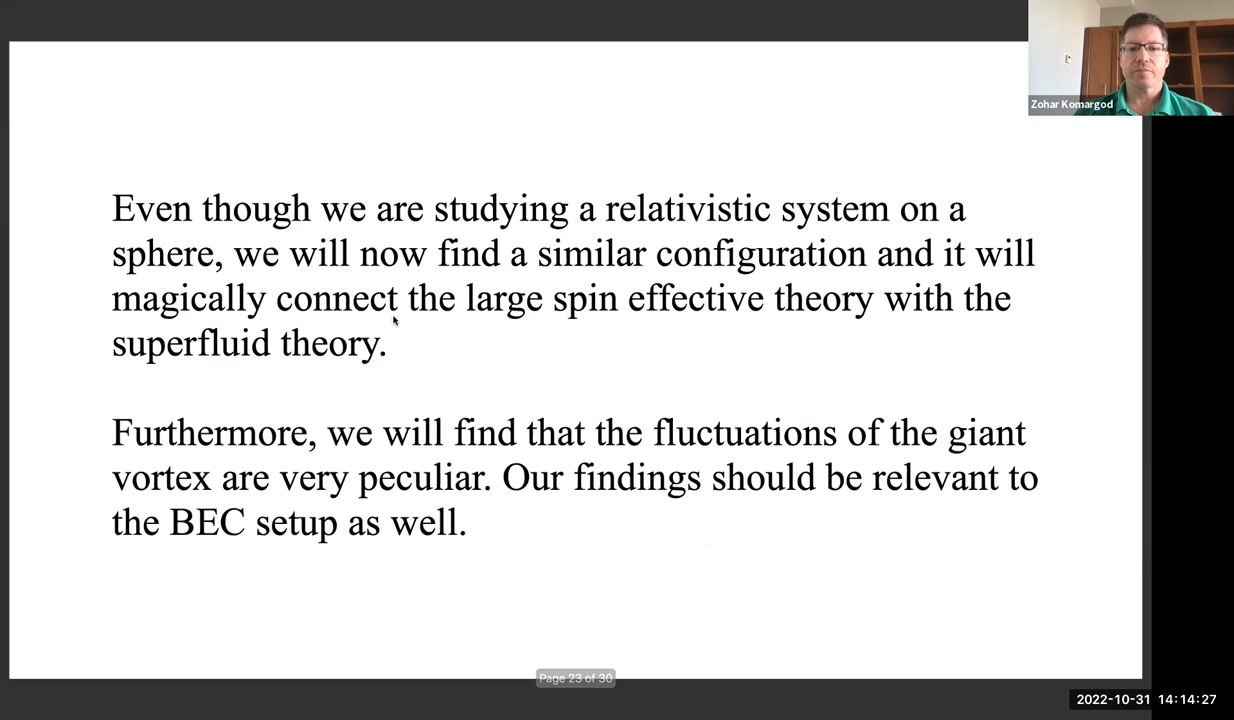 Zohar Komargod
Even though we are studying a relativistic system on a
sphere, we will now find a similar configuration and it will
magically connect the large spin effective theory with the
superfluid theory.
Furthermore, we will find that the fluctuations of the giant
vortex are very peculiar. Our findings should be relevant to
the BEC setup as well.
Page 23 of 30
2022-10-31 14:14:27